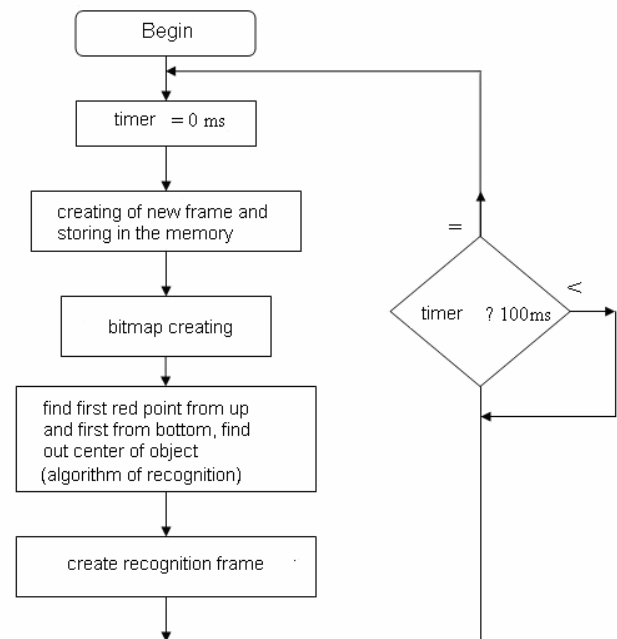 Begin
timer = 0 ms
creating of new frame and
storing in the memory
bitmap creating
find first red point from up
and first from bottom, find
out center of object
(algorithm of recognition)
create recognition frame
=
<
timer ? 100ms